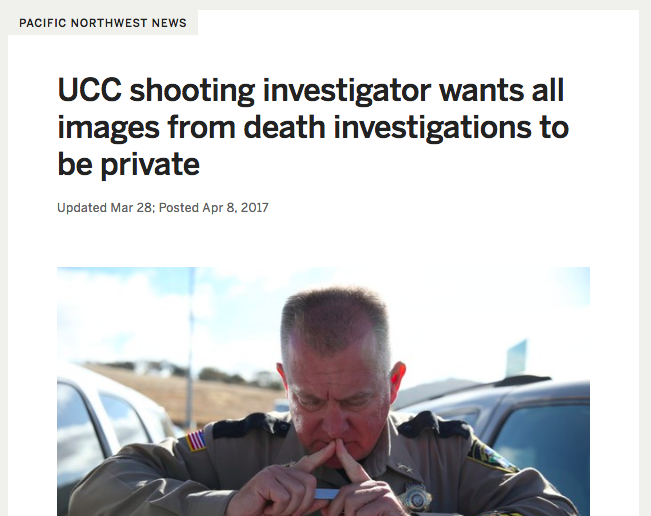 PACIFIC NORTHWEST NEWS
UCC shooting investigator wants all
images from death investigations to
be private
Updated Mar 28; Posted Apr 8, 2017